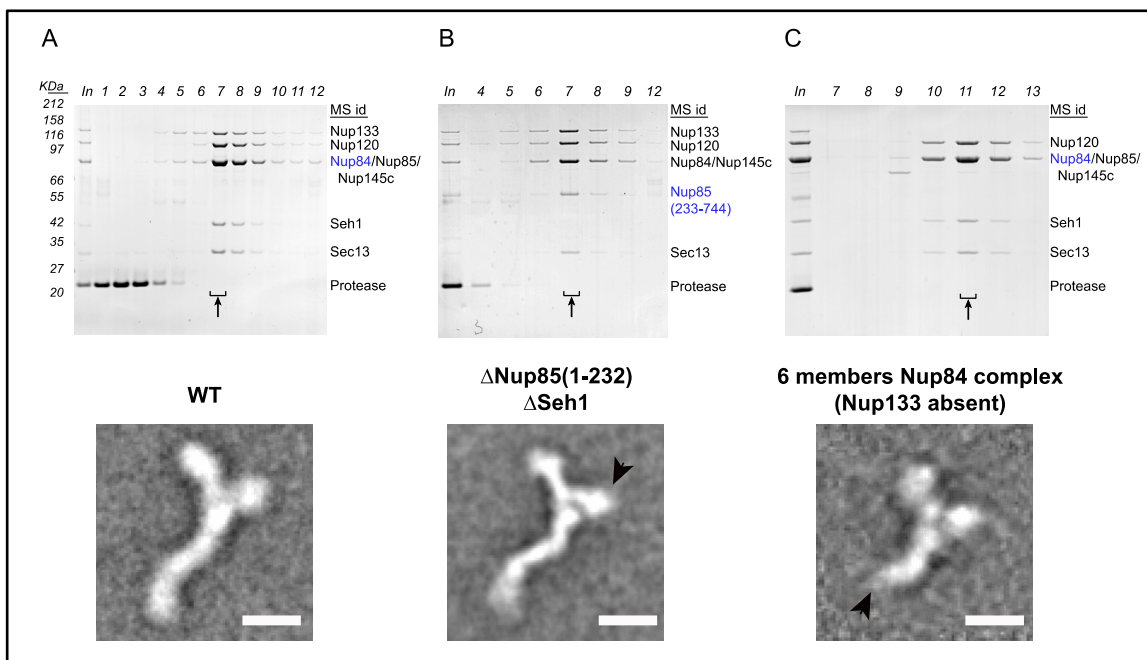 A
KDa
In 1 2 3 4 5 6 7 8 9 10 11 12
MS id
212
158
116
97
66
55
42
35
27
20
Nup133
Nup120
Nup84/Nup85/
Nup145c
Seh1
Sec13
Protease
WT
B
In 4 5 6 7 8 9 12
MS id
Nup133
Nup120
Nup84/Nup145c
Nup85
(233-744)
Sec13
Protease
ΔNup85(1-232)
ΔSeh1
C
In 7 8 9 10 11 12 13
MS id
Nup120
Nup84/Nup85/
Nup145c
Seh1
Sec13
Protease
6 members Nup84 complex
(Nup133 absent)